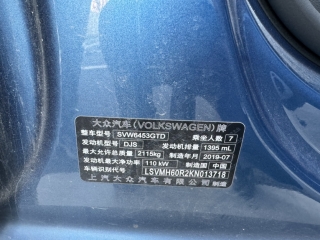 大众汽车(VOLKSWAGEN)牌
整车型号 SVW6453GTD 乘坐人数 7
发动机型号 DJS 发动机排量 1395 mL
最大允许总质量 2115kg 制造年月 2019-07
发动机最大净功率 110 kW 制造国 中国
车辆识别代号 LSVMH60R2KN013718
上汽大众汽车有限公司 制造